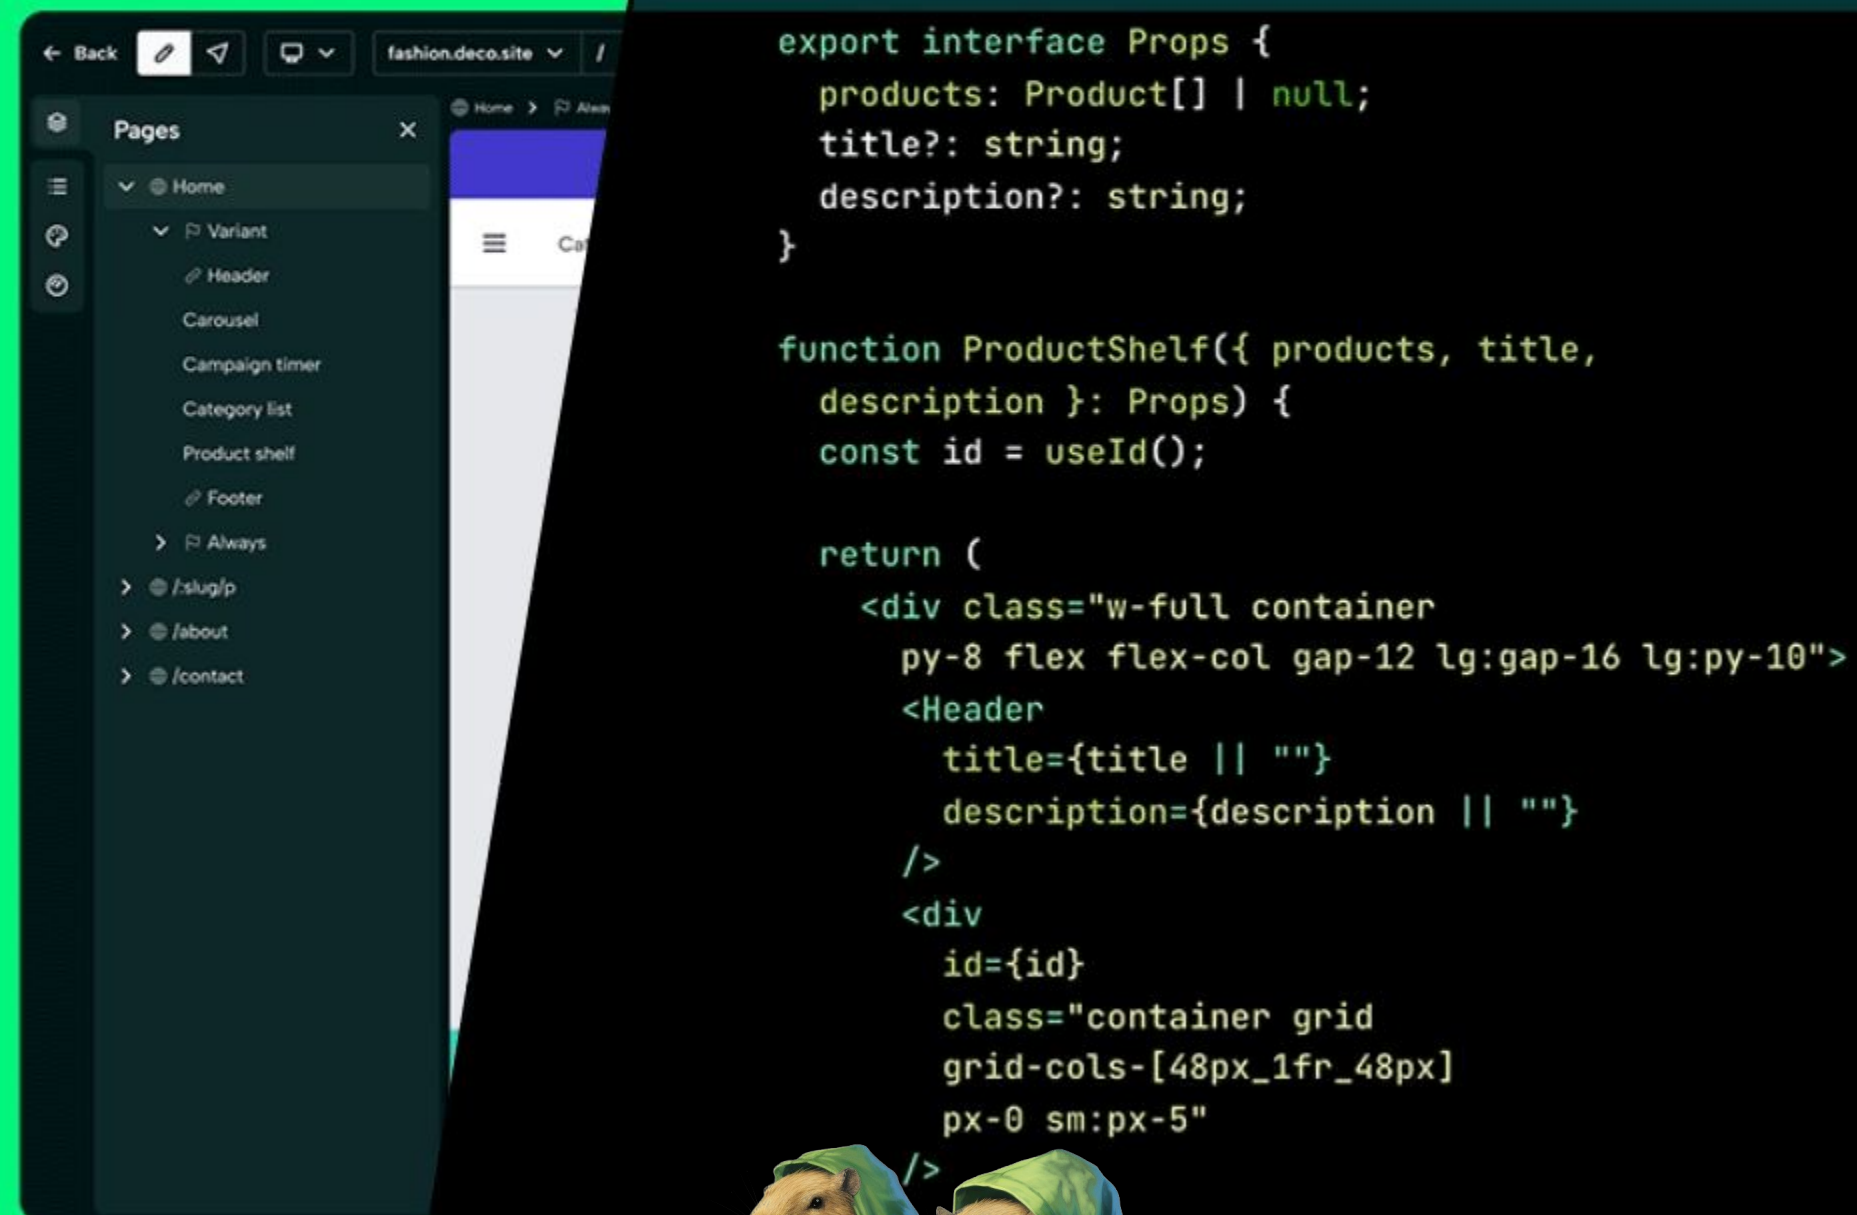 Back
fashion.deco.site
/
Home
Pages
Home
Variant
Header
Carousel
Campaign timer
Category list
Product shelf
Footer
Always
/:slug/p
/about
/contact
export interface Props {
products: Product[] | null;
title?: string;
description?: string;
}
function ProductShelf({ products, title,
description }: Props) {
const id = useId();
return (
<div class="w-full container
py-8 flex flex-col gap-12 lg:gap-16 lg:py-10">
<Header
title={title || ""}
description={description || ""}
/>
<div
id={id}
class="container grid
grid-cols-[48px_1fr_48px]
px-0 sm:px-5"
/>